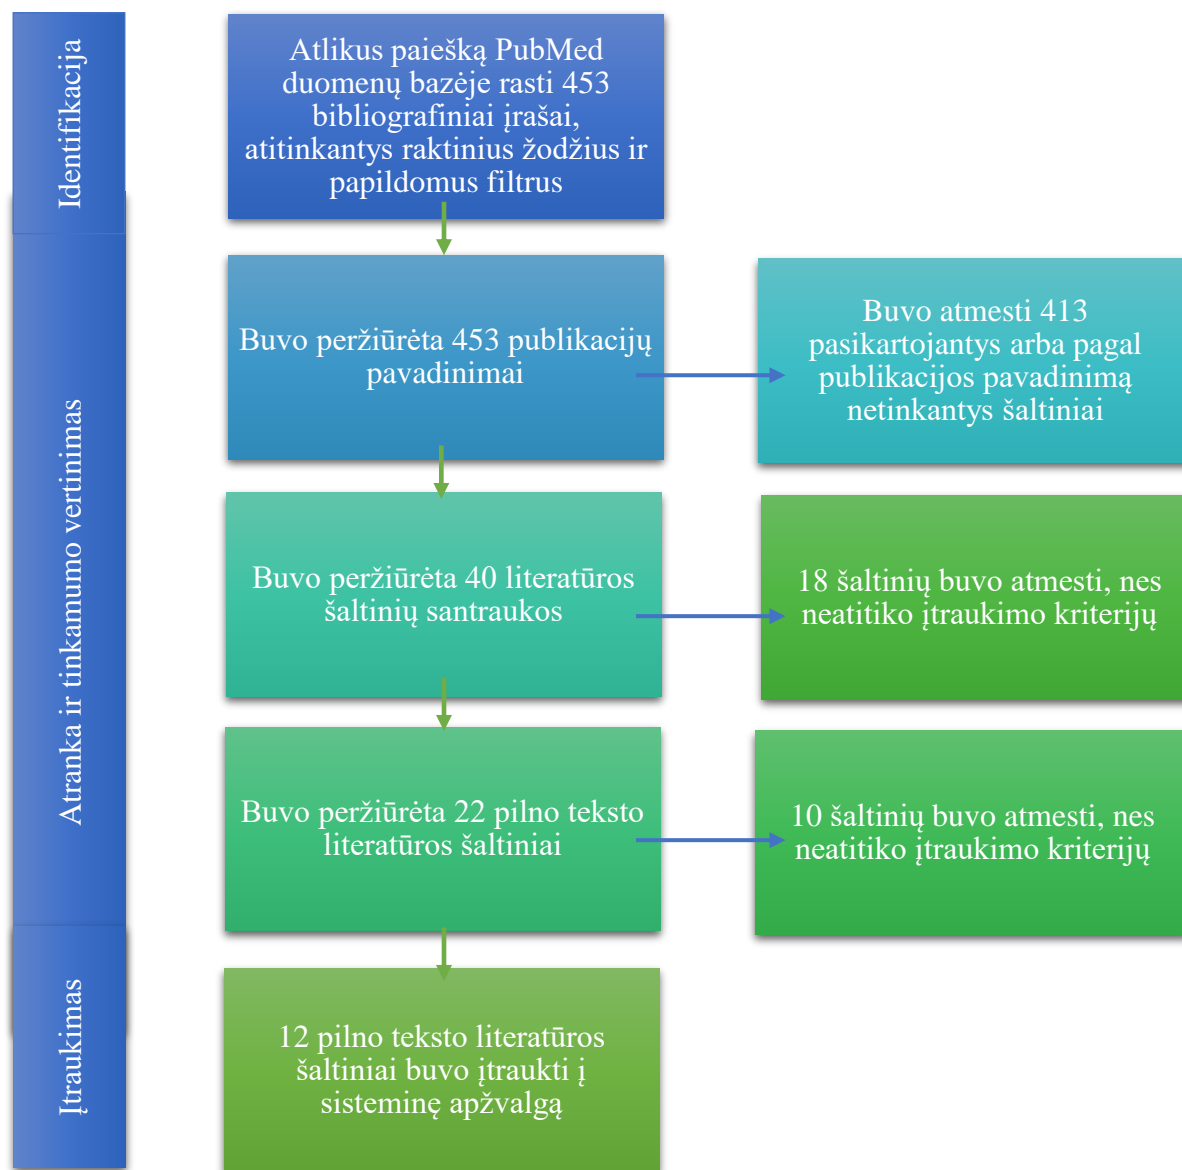 Identifikacija
Atlikus paiešką PubMed
duomenų bazėje rasti 453
bibliografiniai įrašai,
atitinkantys raktinius žodžius ir
papildomus filtrus
Atranka ir tinkamumo vertinimas
Buvo peržiūrėta 453 publikacijų
pavadinimai
Buvo atmesti 413
pasikartojantys arba pagal
publikacijos pavadinimą
netinkantys šaltiniai
Buvo peržiūrėta 40 literatūros
šaltinių santraukos
18 šaltinių buvo atmesti, nes
neatitiko įtraukimo kriterijų
Buvo peržiūrėta 22 pilno teksto
literatūros šaltiniai
10 šaltinių buvo atmesti, nes
neatitiko įtraukimo kriterijų
Įtraukimas
12 pilno teksto literatūros
šaltiniai buvo įtraukti į
sisteminę apžvalgą